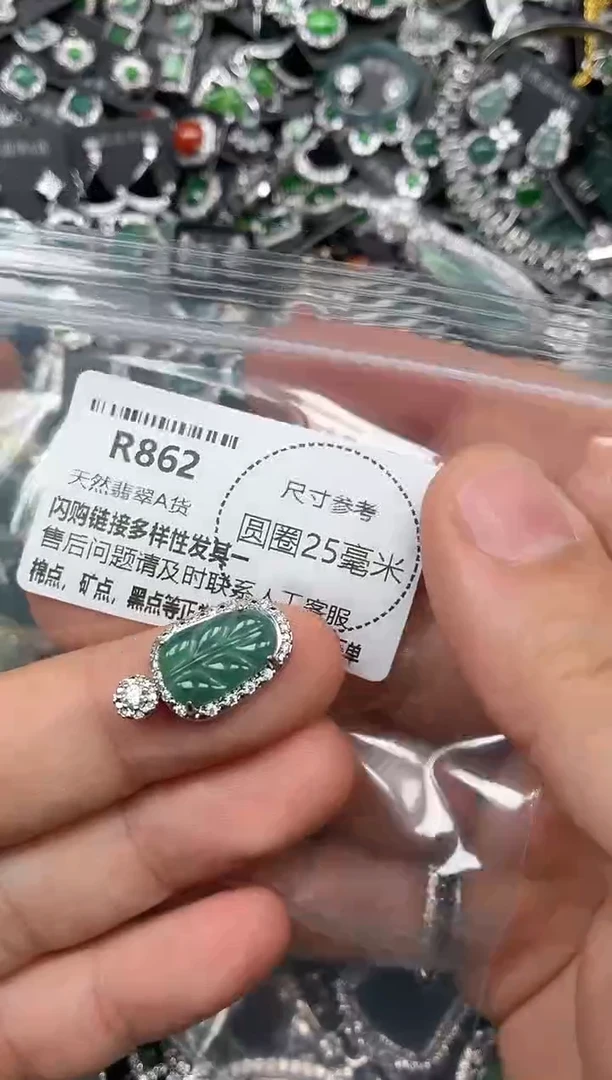 R862
天然翡翠A货
尺寸参考
圆圈25毫米
闪购链接多样性发其一
售后问题请及时联系人工客服
棉点，矿点，黑点等正